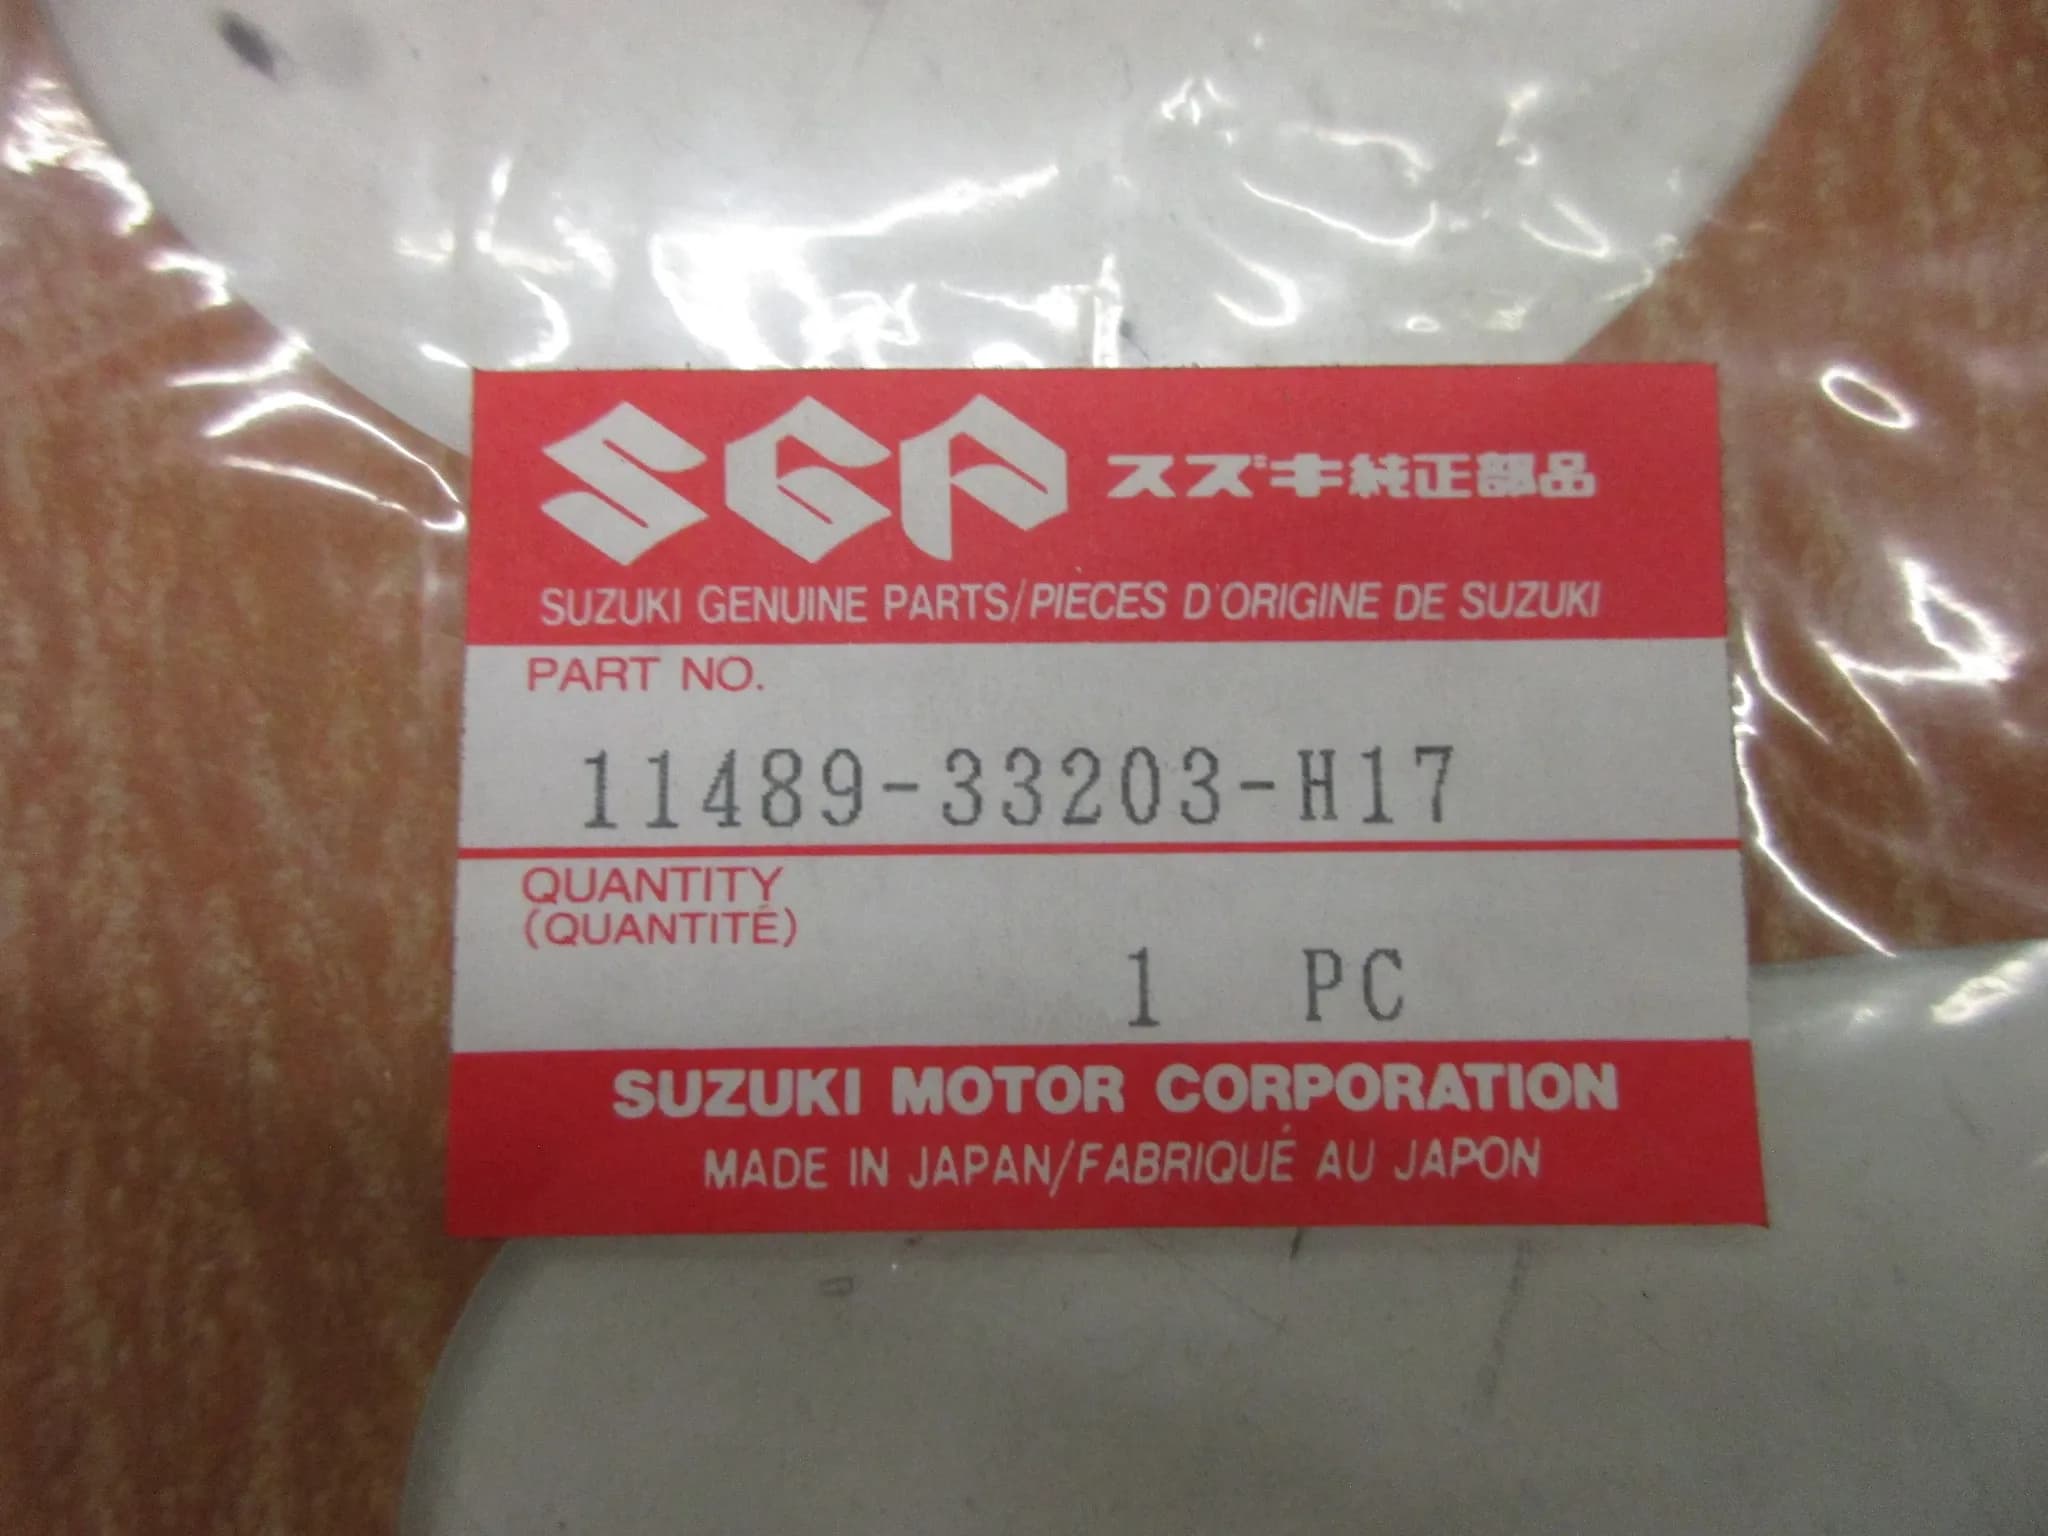 SGP スズキ純正部品
SUZUKI GENUINE PARTS/PIECES D'ORIGINE DE SUZUKI
PART NO.
11489-33203-H17
QUANTITY
(QUANTITÉ)
1 PC
SUZUKI MOTOR CORPORATION
MADE IN JAPAN/FABRIQUÉ AU JAPON